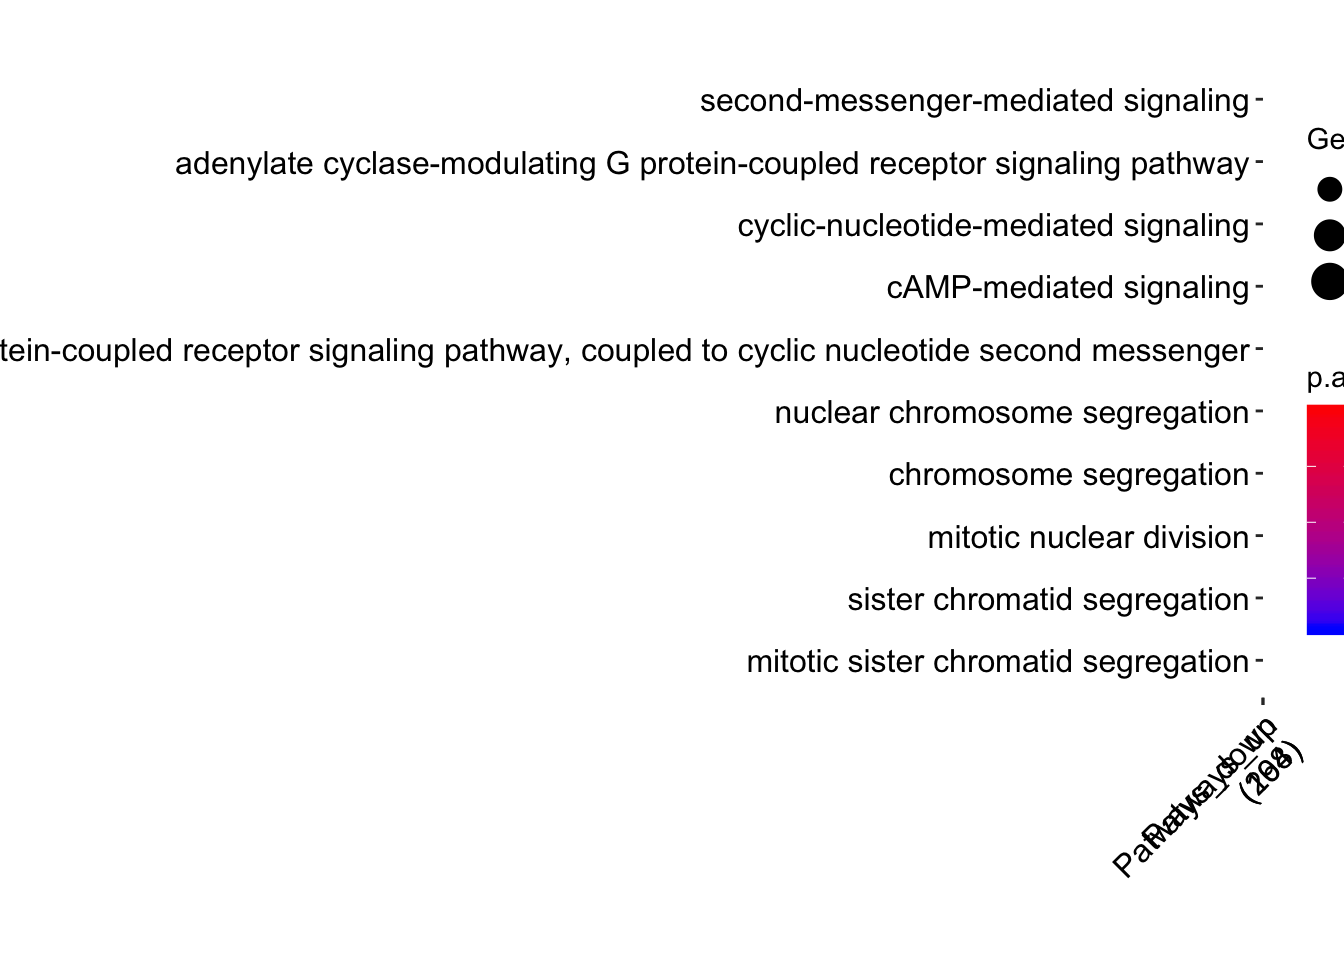 second-messenger-mediated signaling
adenylate cyclase-modulating G protein-coupled receptor signaling pathway
cyclic-nucleotide-mediated signaling
cAMP-mediated signaling
tein-coupled receptor signaling pathway, coupled to cyclic nucleotide second messenger
nuclear chromosome segregation
chromosome segregation
mitotic nuclear division
sister chromatid segregation
mitotic sister chromatid segregation
Ge
p.a